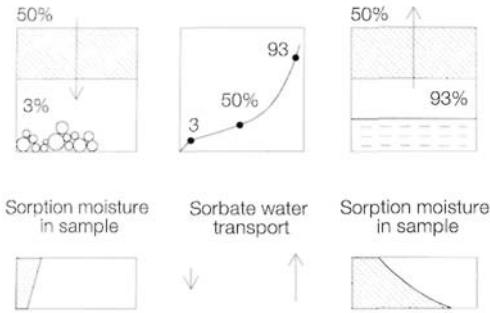 50%
3%
93
50%
3
50%
93%
Sorption moisture
in sample
Sorbate water
transport
Sorption moisture
in sample